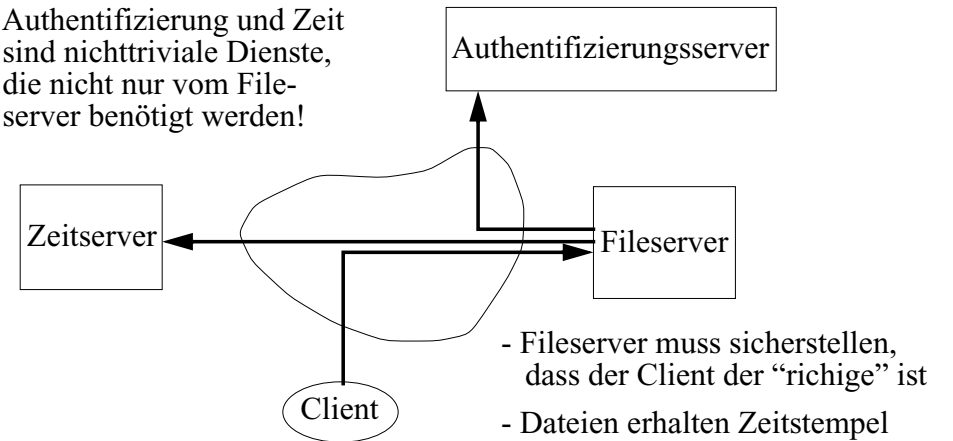 Authentifizierung und Zeit
sind nichttriviale Dienste,
die nicht nur vom File-
server benötigt werden!
Authentifizierungsserver
Zeitserver
Fileserver
Client
- Fileserver muss sicherstellen,
dass der Client der “richige” ist
- Dateien erhalten Zeitstempel